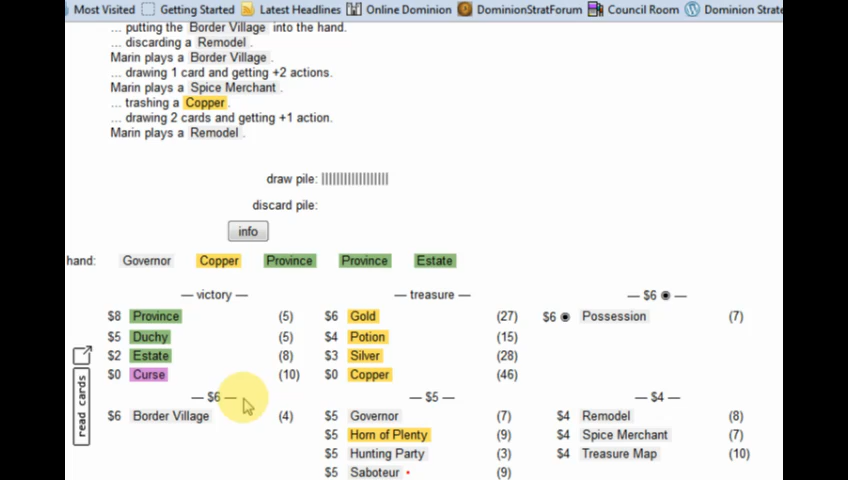 Most Visited Getting Started Latest Headlines Online Dominion DominionStratForum Council Room Dominion Strate
... putting the Border Village into the hand.
... discarding a Remodel .
Marin plays a Border Village .
... drawing 1 card and getting +2 actions.
Marin plays a Spice Merchant .
... trashing a Copper .
... drawing 2 cards and getting +1 action.
Marin plays a Remodel .
draw pile: ||||||||||||||||||
discard pile:
info
hand: Governor Copper Province Province Estate
— victory — — treasure — — $6 ◉ —
$8 Province (5) $6 Gold (27) $6 ◉ Possession (7)
$5 Duchy (5) $4 Potion (15)
$2 Estate (8) $3 Silver (28)
$0 Curse (10) $0 Copper (46)
read cards
— $6 — — $5 — — $4 —
$6 Border Village (4) $5 Governor (7) $4 Remodel (8)
$5 Horn of Plenty (9) $4 Spice Merchant (7)
$5 Hunting Party (3) $4 Treasure Map (10)
$5 Saboteur • (9)